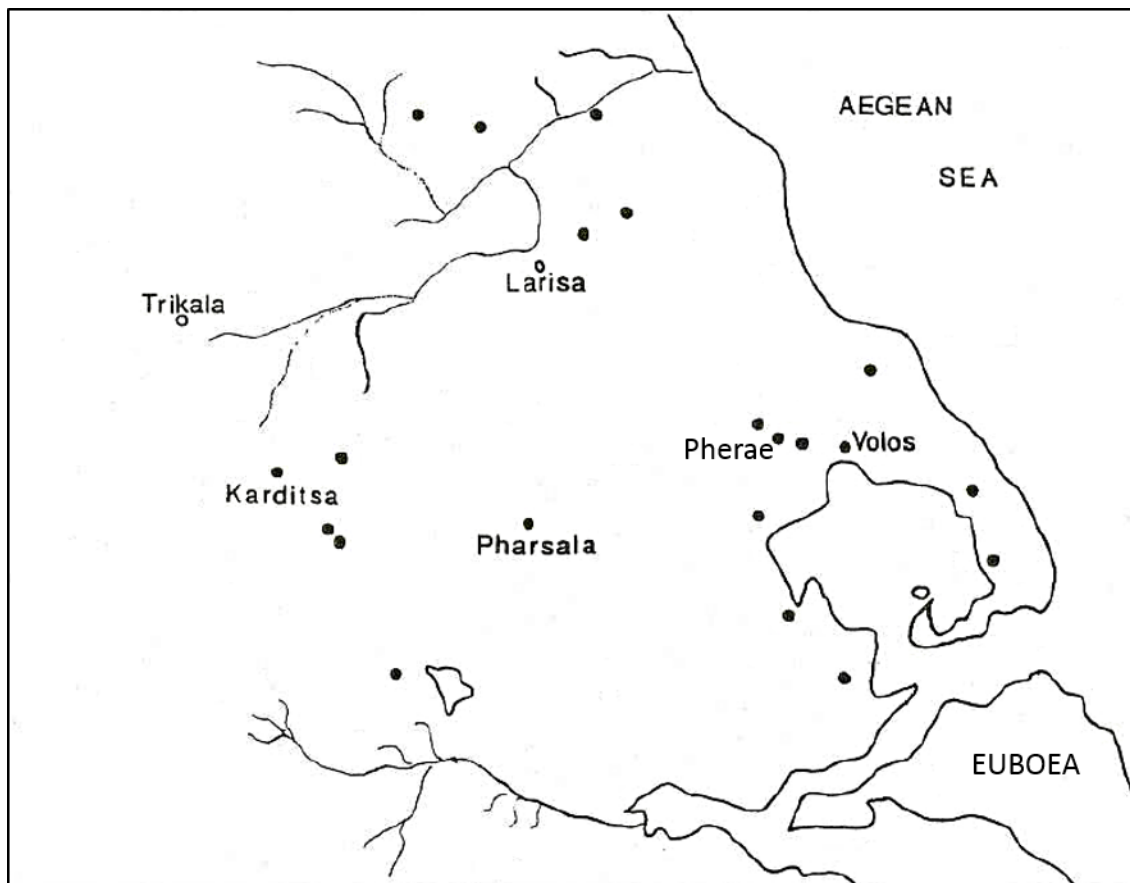 AEGEAN
SEA
Larisa
Trikala
Pherae
Volos
Karditsa
Pharsala
EUBOEA